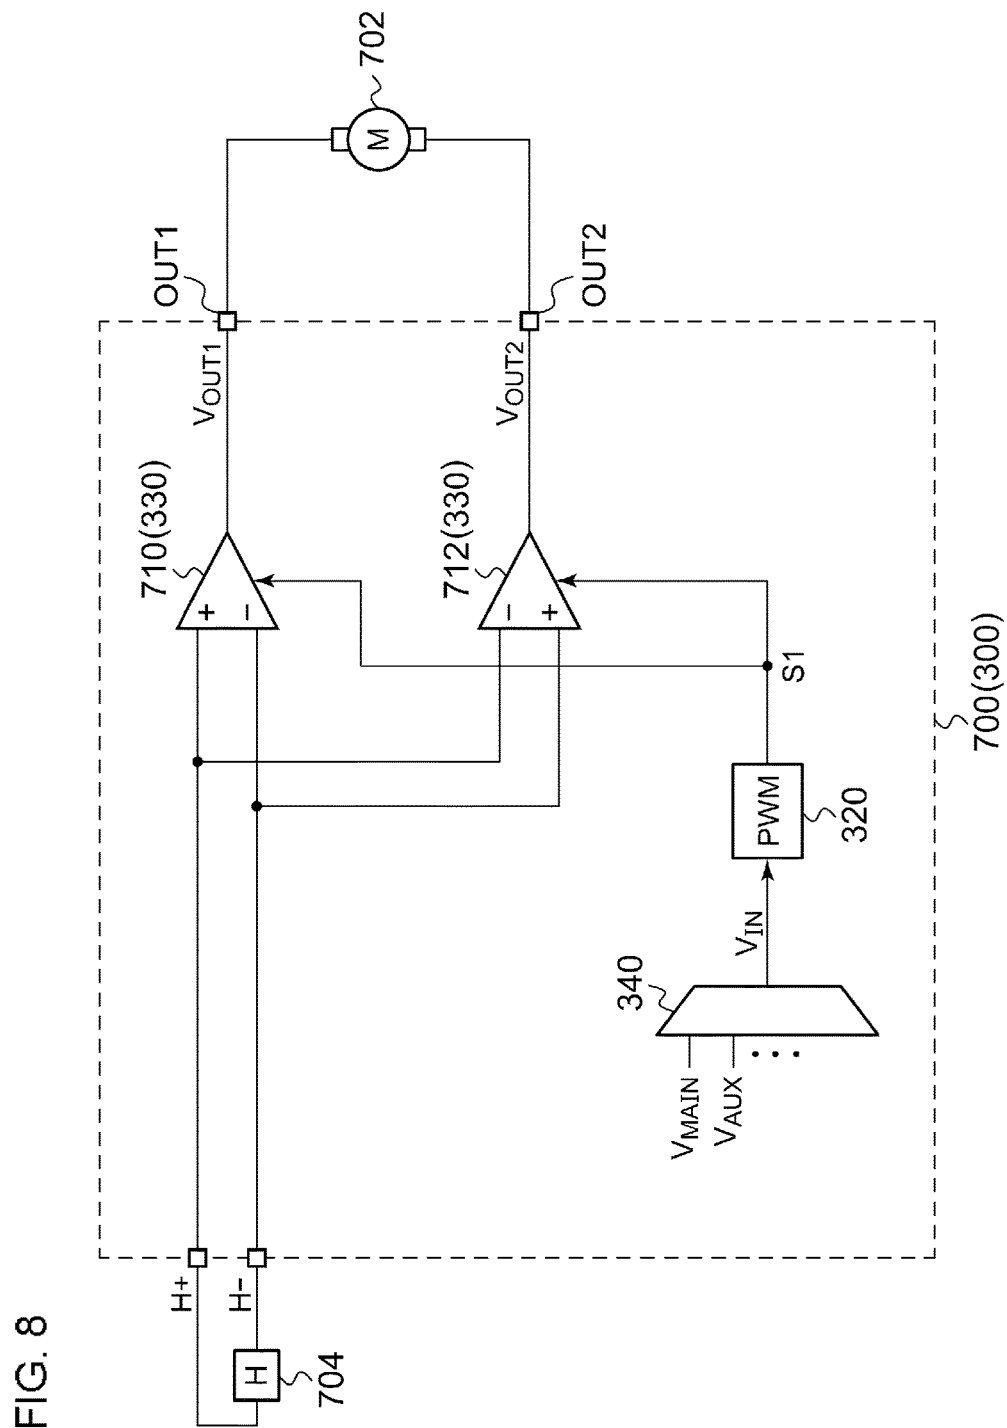 FIG. 8
702
M
OUT1
OUT2
VOUT1
VOUT2
710(330)
+
−
712(330)
−
+
S1
700(300)
PWM
320
VIN
340
VMAIN
VAUX
H+
H−
H
704